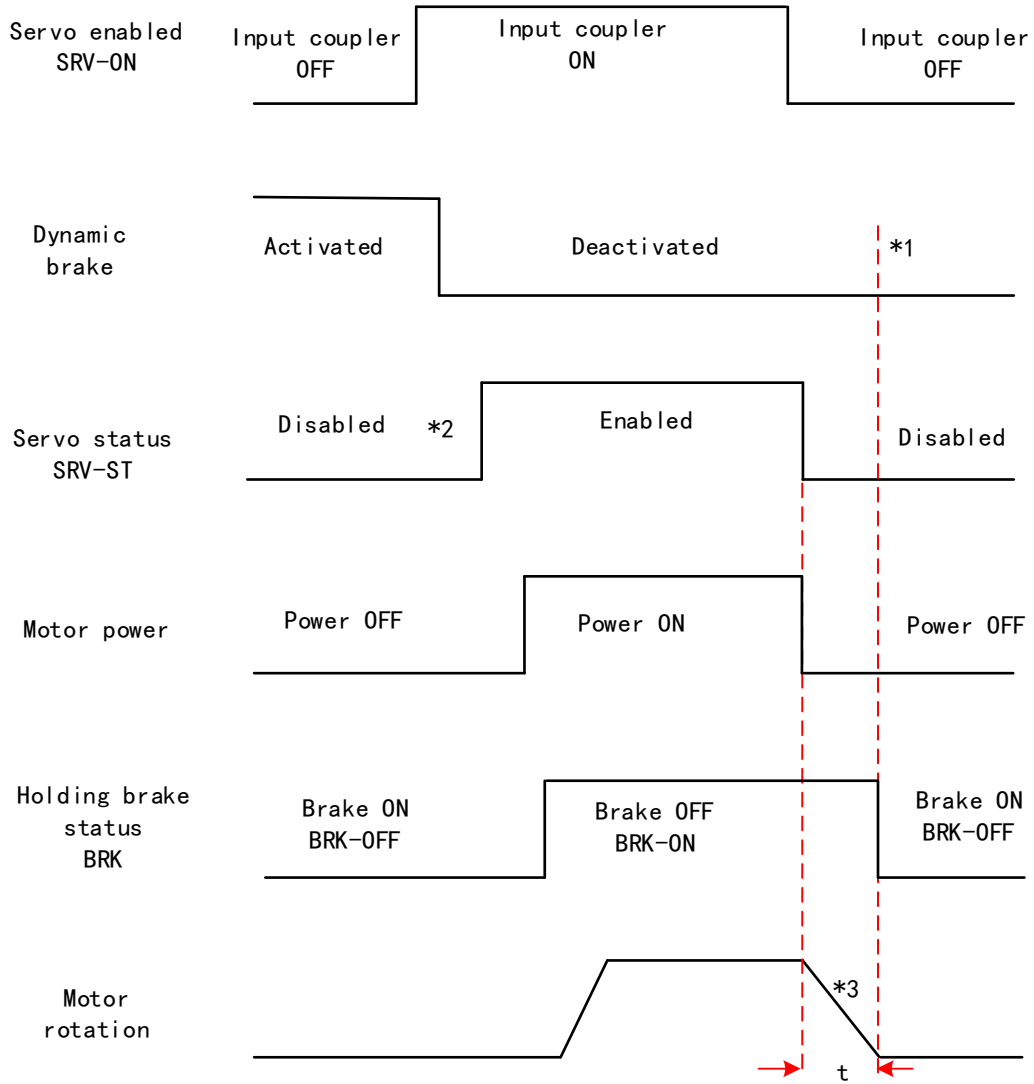 Servo enabled
SRV-ON
Input coupler
OFF
Input coupler
ON
Input coupler
OFF
Dynamic
brake
Activated
Deactivated
*1
Servo status
SRV-ST
Disabled
*2
Enabled
Disabled
Motor power
Power OFF
Power ON
Power OFF
Holding brake
status
BRK
Brake ON
BRK-OFF
Brake OFF
BRK-ON
Brake ON
BRK-OFF
Motor
rotation
*3
t